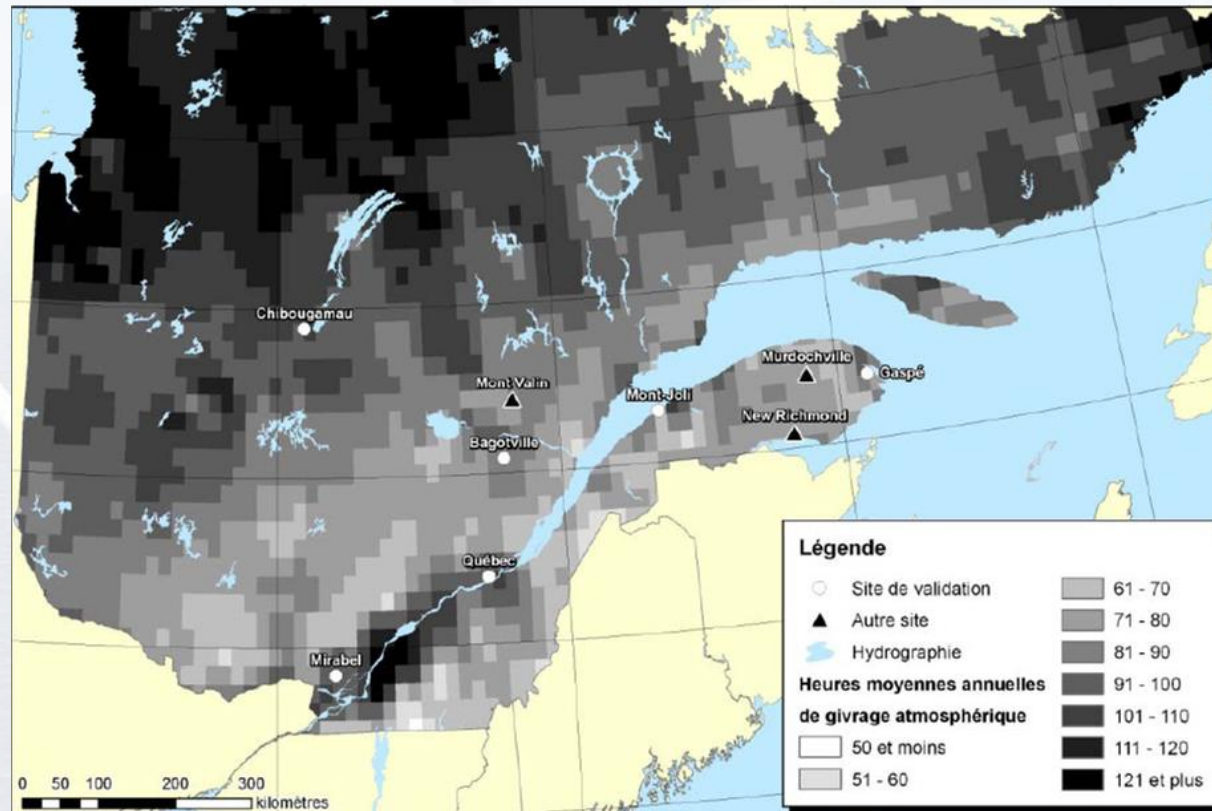 Chibougamau
Mont Valin
Murdochville
Gaspé
Mont-Joli
New Richmond
Bagotville
Québec
Mirabel
0 50 100 200 300
kilomètres
Légende
Site de validation
Autre site
Hydrographie
Heures moyennes annuelles
de givrage atmosphérique
50 et moins
51 - 60
61 - 70
71 - 80
81 - 90
91 - 100
101 - 110
111 - 120
121 et plus